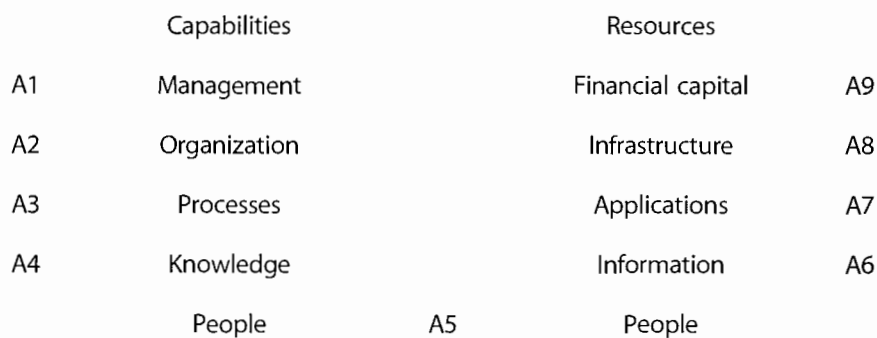 Capabilities Resources
A1 Management Financial capital A9
A2 Organization Infrastructure A8
A3 Processes Applications A7
A4 Knowledge Information A6
People A5 People